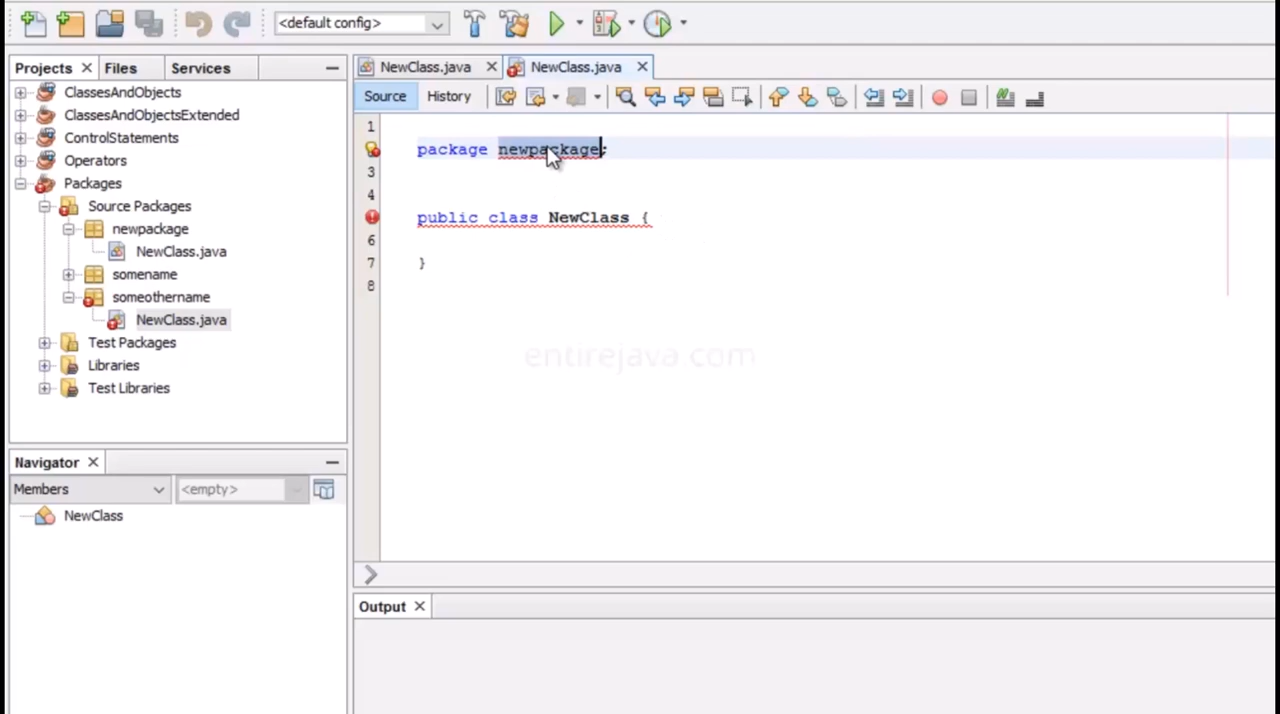 <default config>
Projects Files Services
ClassesAndObjects
ClassesAndObjectsExtended
ControlStatements
Operators
Packages
Source Packages
newpackage
NewClass.java
somename
someothername
NewClass.java
Test Packages
Libraries
Test Libraries
Navigator
Members <empty>
NewClass
NewClass.java NewClass.java
Source History
1
package newpackage;
3
4
public class NewClass {
6
7 }
8
entirejava.com
Output